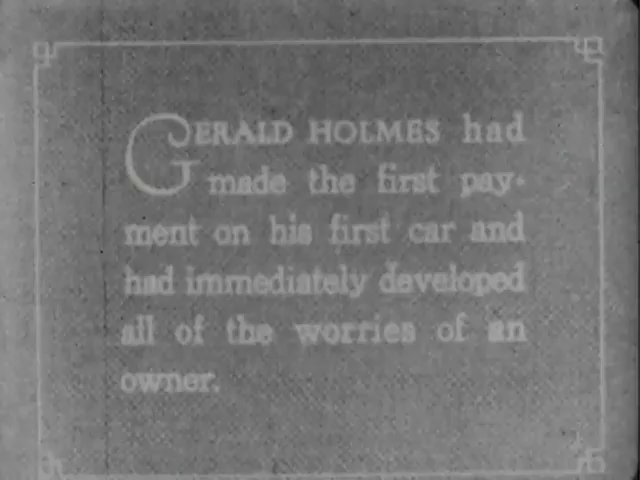 GERALD HOLMES had
made the first pay-
ment on his first car and
had immediately developed
all of the worries of an
owner.